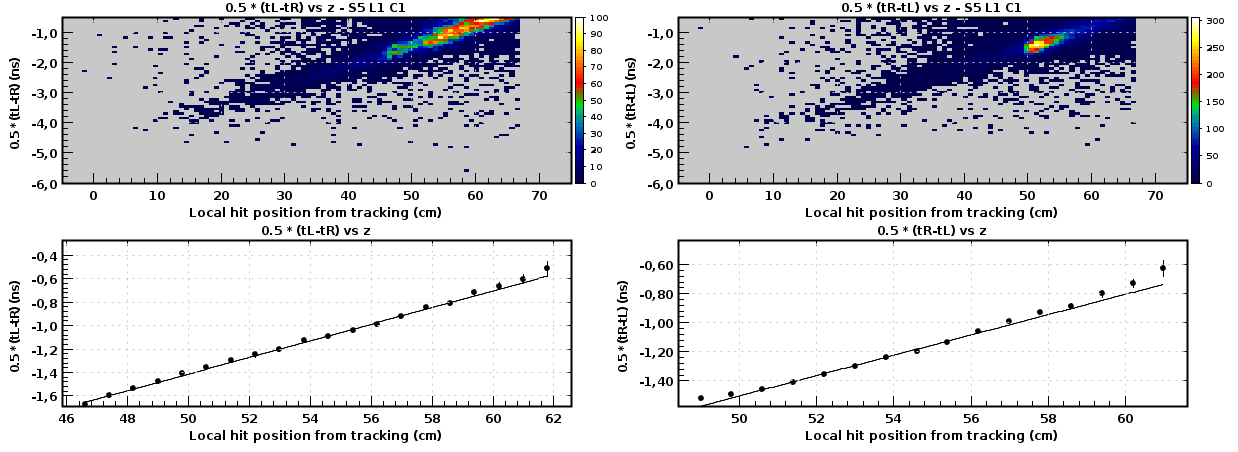 0.5 * (tL-tR) vs z - S5 L1 C1
0.5 * (tL-tR) (ns)
-1,0
-2,0
-3,0
-4,0
-5,0
-6,0
0 10 20 30 40 50 60 70
Local hit position from tracking (cm)
100
90
80
70
60
50
40
30
20
10
0
0.5 * (tR-tL) vs z - S5 L1 C1
0.5 * (tR-tL) (ns)
-1,0
-2,0
-3,0
-4,0
-5,0
-6,0
0 10 20 30 40 50 60 70
Local hit position from tracking (cm)
300
250
200
150
100
50
0
0.5 * (tL-tR) vs z
0.5 * (tL-tR) (ns)
-0,4
-0,6
-0,8
-1,0
-1,2
-1,4
-1,6
46 48 50 52 54 56 58 60 62
Local hit position from tracking (cm)
0.5 * (tR-tL) vs z
0.5 * (tR-tL) (ns)
-0,60
-0,80
-1,00
-1,20
-1,40
50 52 54 56 58 60
Local hit position from tracking (cm)